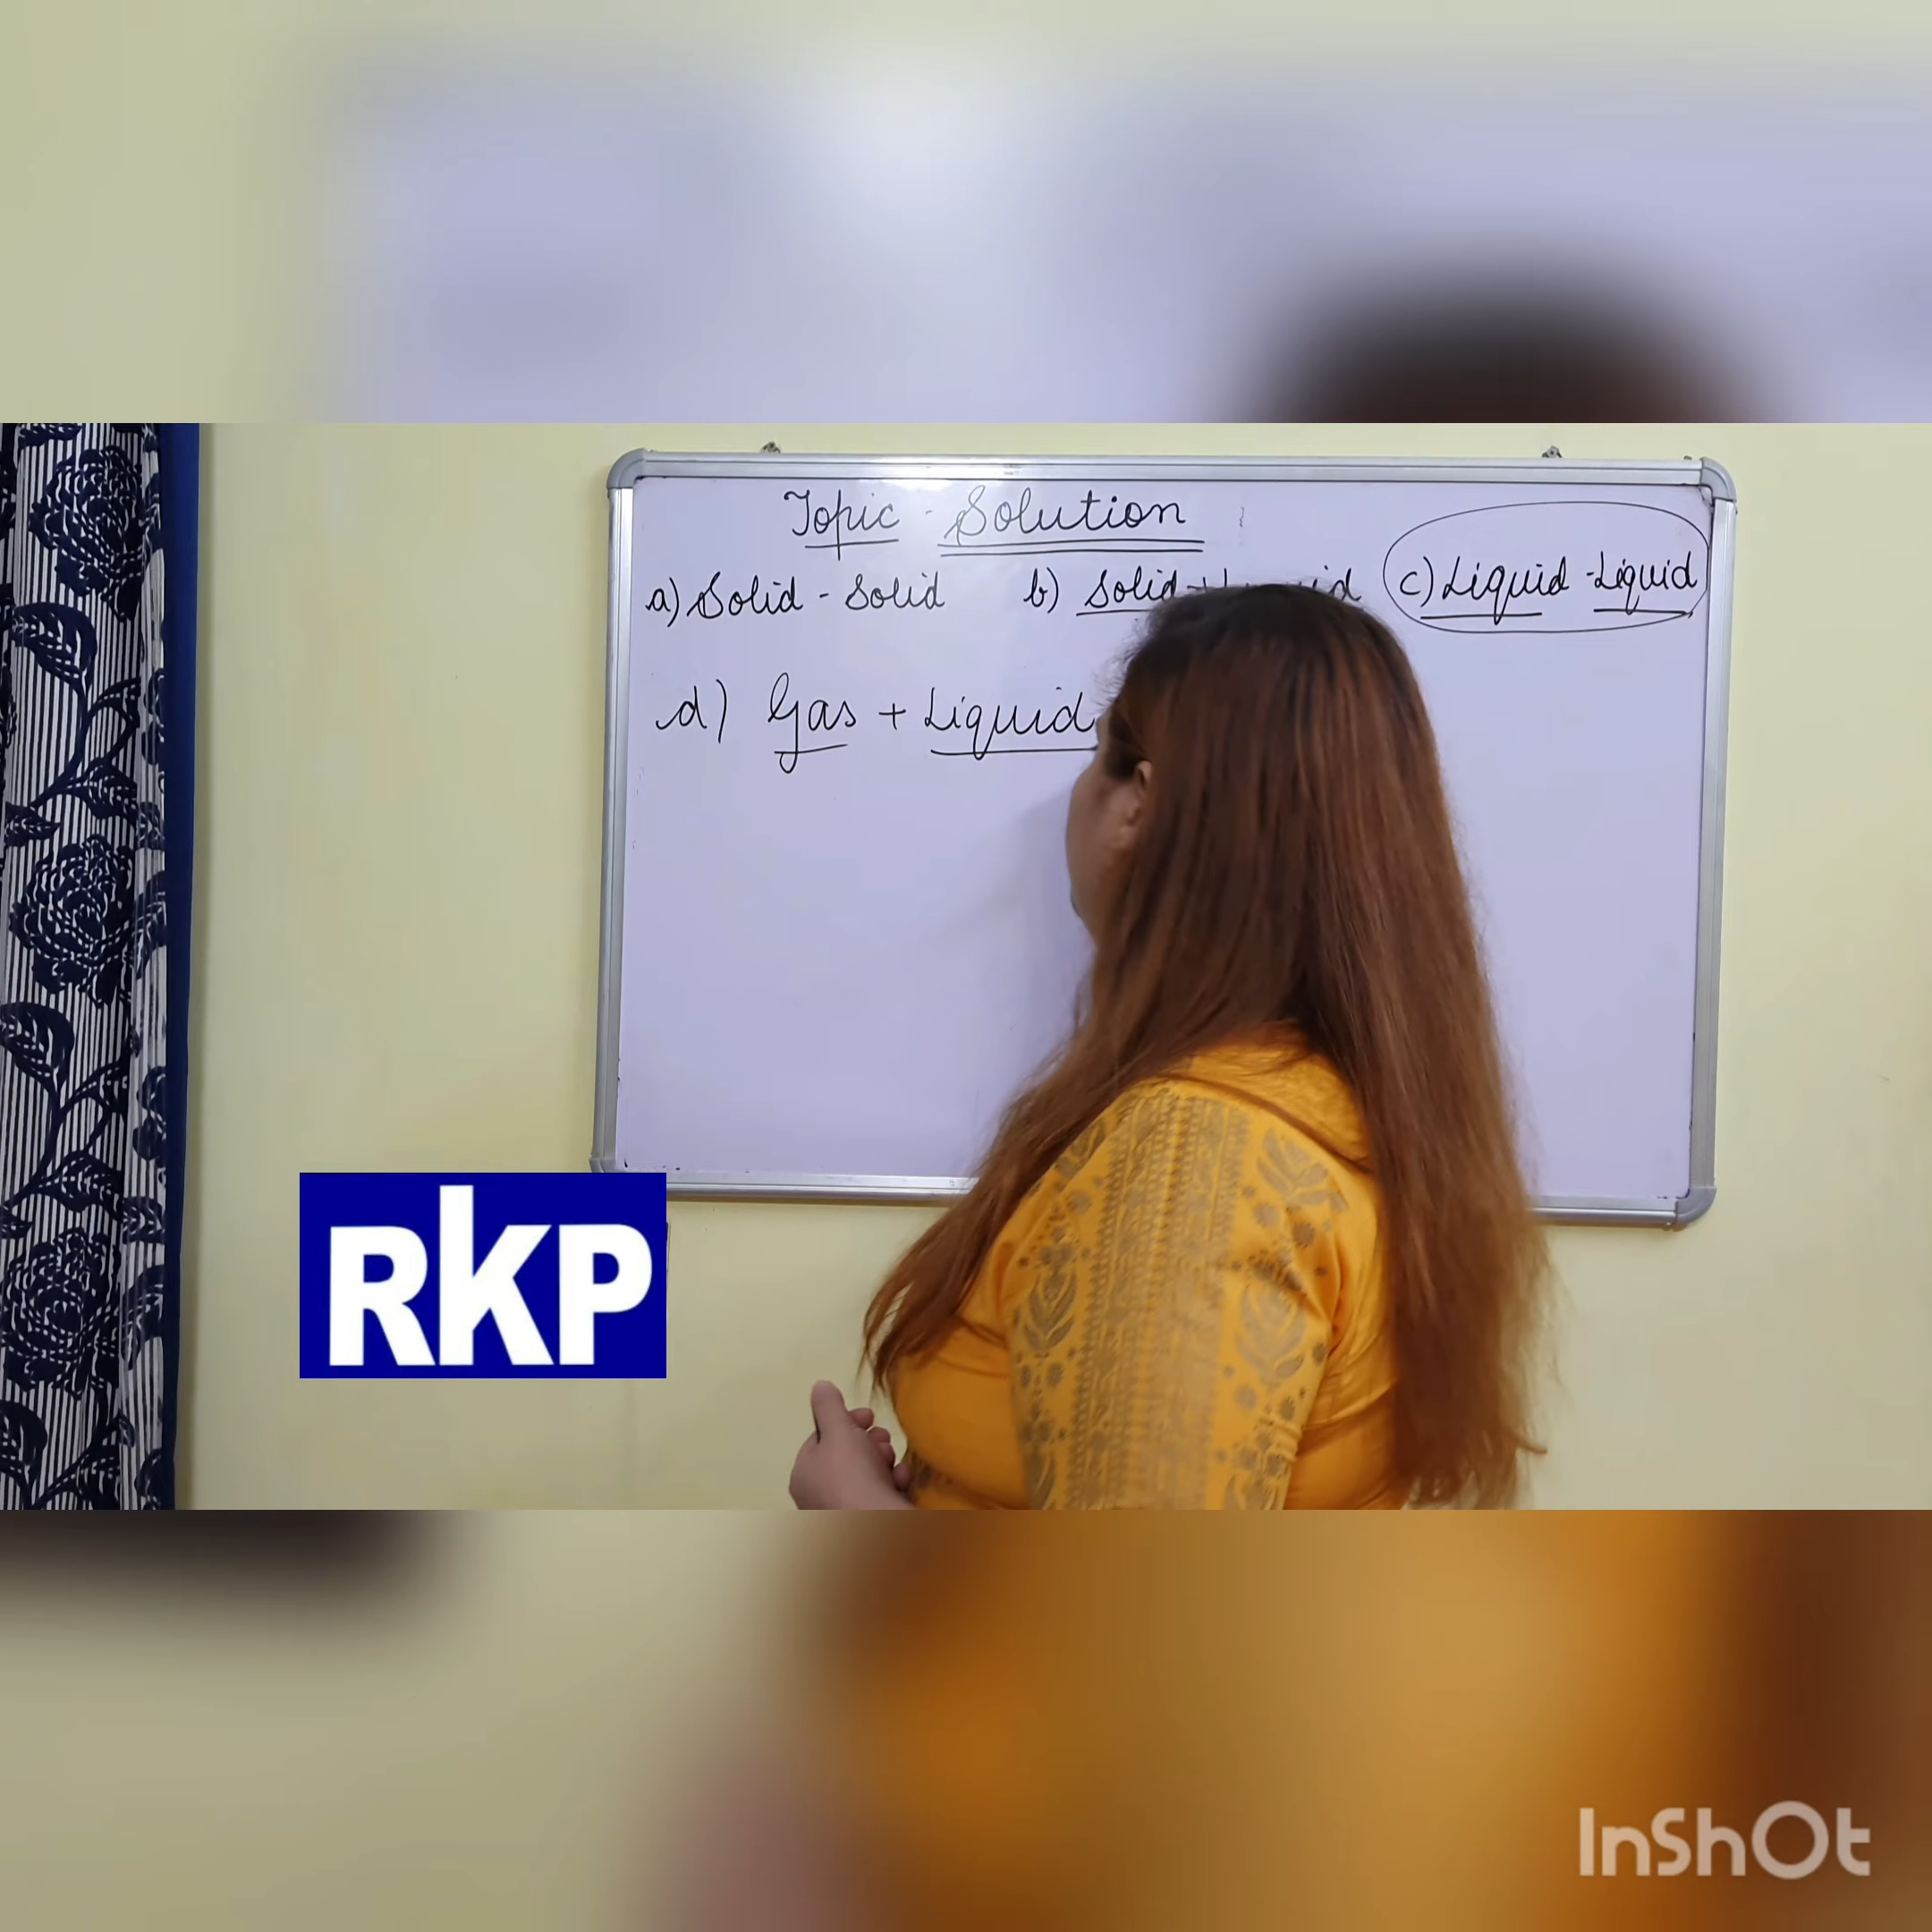 Topic - Solution
a) Solid - Solid b) Solid + c) Liquid - Liquid
d) Gas + Liquid
RKP
InShOt